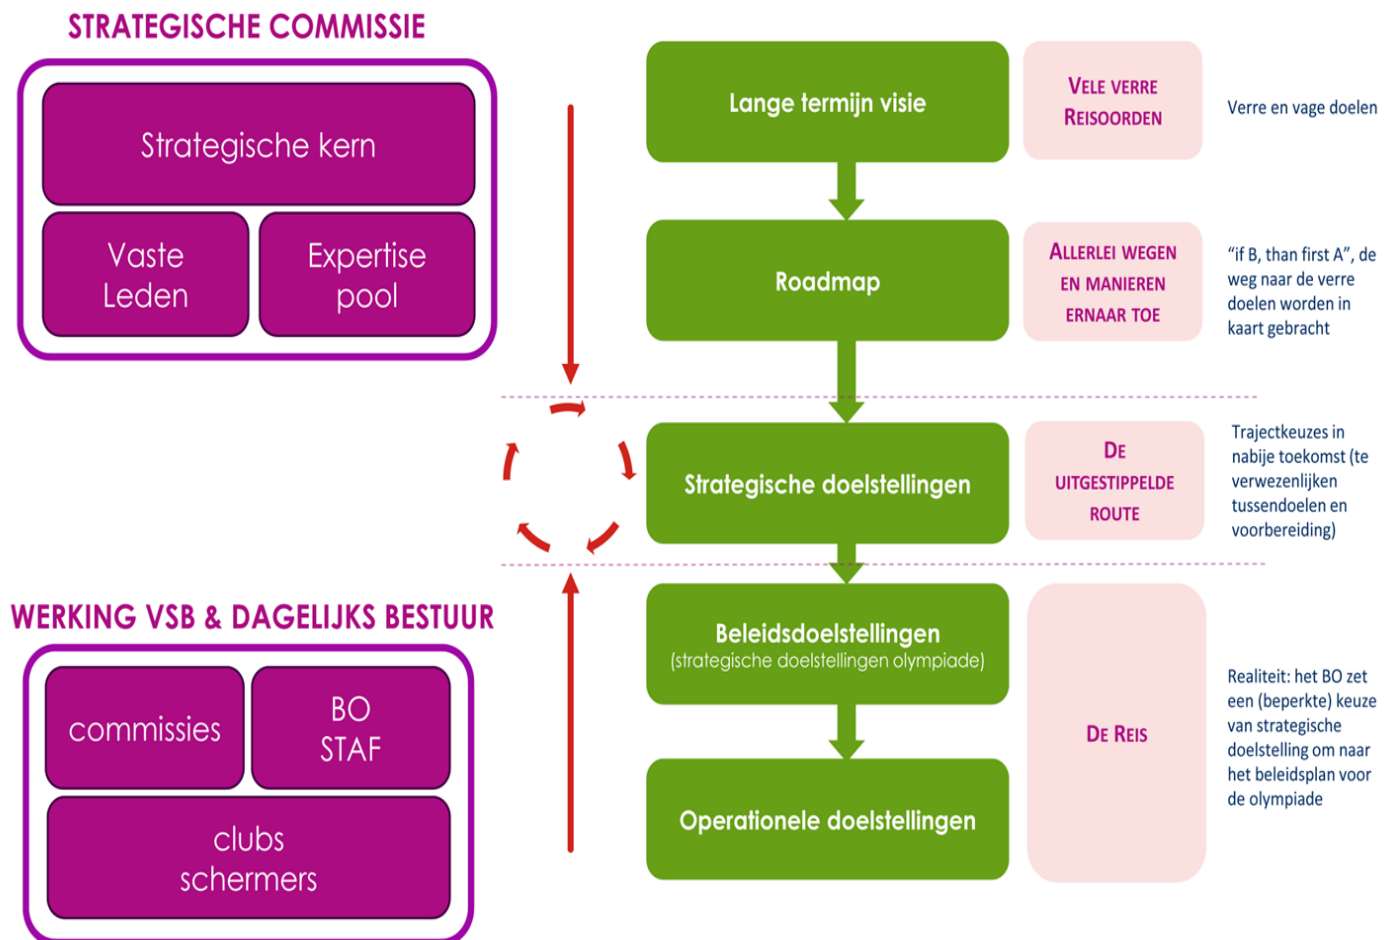 STRATEGISCHE COMMISSIE
Strategische kern
Vaste
Leden
Expertise
pool
WERKING VSB & DAGELIJKS BESTUUR
commissies
BO
STAF
clubs
schermers
Lange termijn visie
VELE VERRE
REISOORDEN
Verre en vage doelen
Roadmap
ALLERLEI WEGEN
EN MANIEREN
ERNAAR TOE
“if B, than first A”, de
weg naar de verre
doelen worden in
kaart gebracht
Strategische doelstellingen
DE
UITGESTIPPELDE
ROUTE
Trajectkeuzes in
nabije toekomst (te
verwezenlijken
tussendoelen en
voorbereiding)
Beleidsdoelstellingen
(strategische doelstellingen olympiade)
Operationele doelstellingen
DE REIS
Realiteit: het BO zet
een (beperkte) keuze
van strategische
doelstelling om naar
het beleidsplan voor
de olympiade